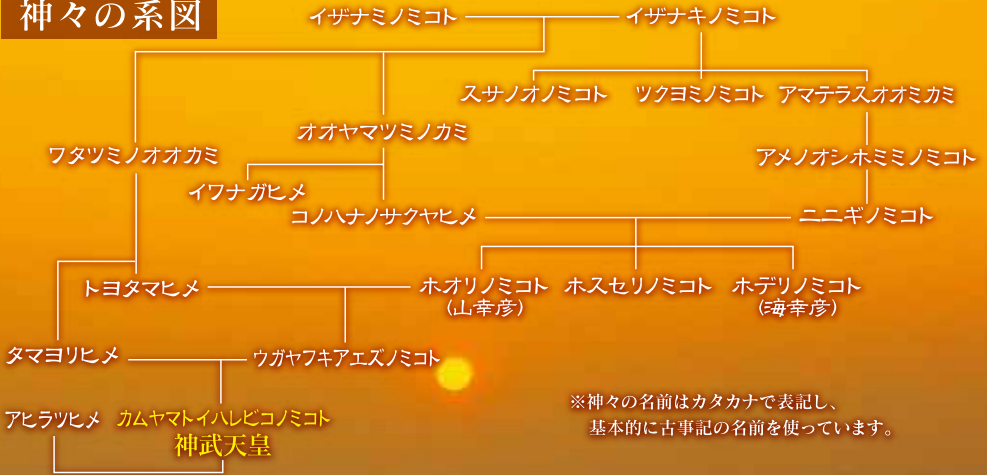 神々の系図
イザナミノミコト
イザナキノミコト
スサノオノミコト
ツクヨミノミコト
アマテラスオオミカミ
オオヤマツミノカミ
ワタツミノオオカミ
アメノオシホミミノミコト
イワナガヒメ
コノハナノサクヤヒメ
ニニギノミコト
トヨタマヒメ
ホオリノミコト
(山幸彦)
ホスセリノミコト
ホデリノミコト
(海幸彦)
タマヨリヒメ
ウガヤフキアエズノミコト
アヒラツヒメ
カムヤマトイハレビコノミコト
神武天皇
※神々の名前はカタカナで表記し、
基本的に古事記の名前を使っています。